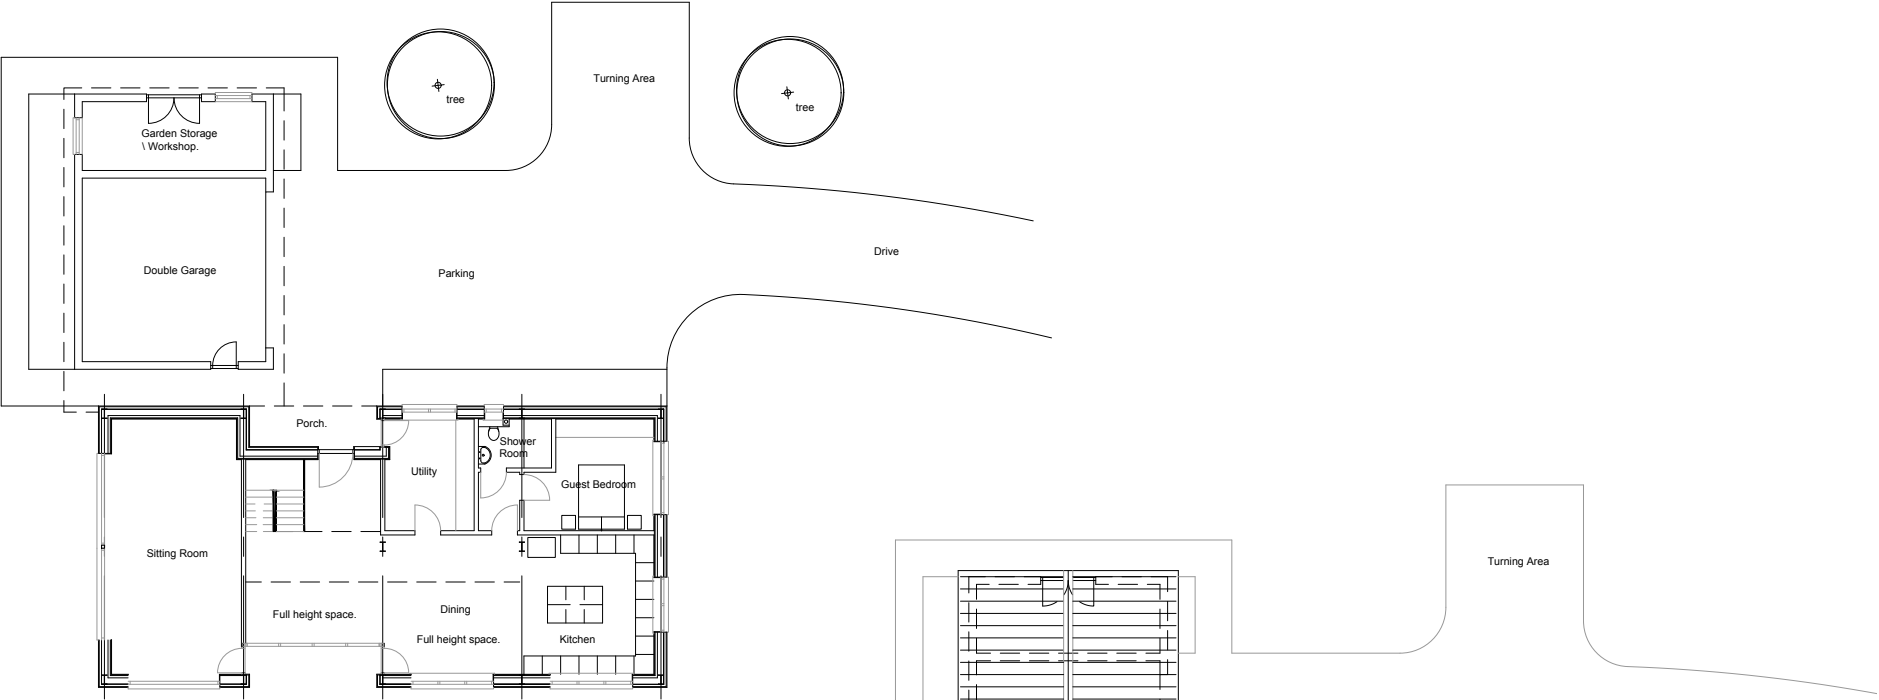 Turning Area
tree
tree
Garden Storage
\ Workshop.
Drive
Double Garage
Parking
Porch.
Shower
Room
Utility
Guest Bedroom
Sitting Room
Turning Area
Dining
Full height space.
Full height space.
Kitchen